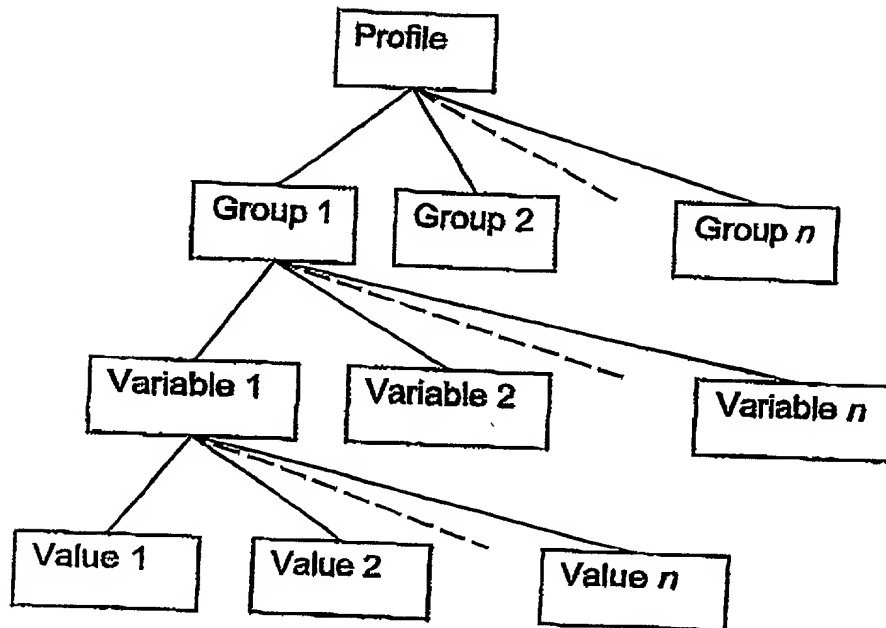 Profile
Group 1
Group 2
Group n
Variable 1
Variable 2
Variable n
Value 1
Value 2
Value n